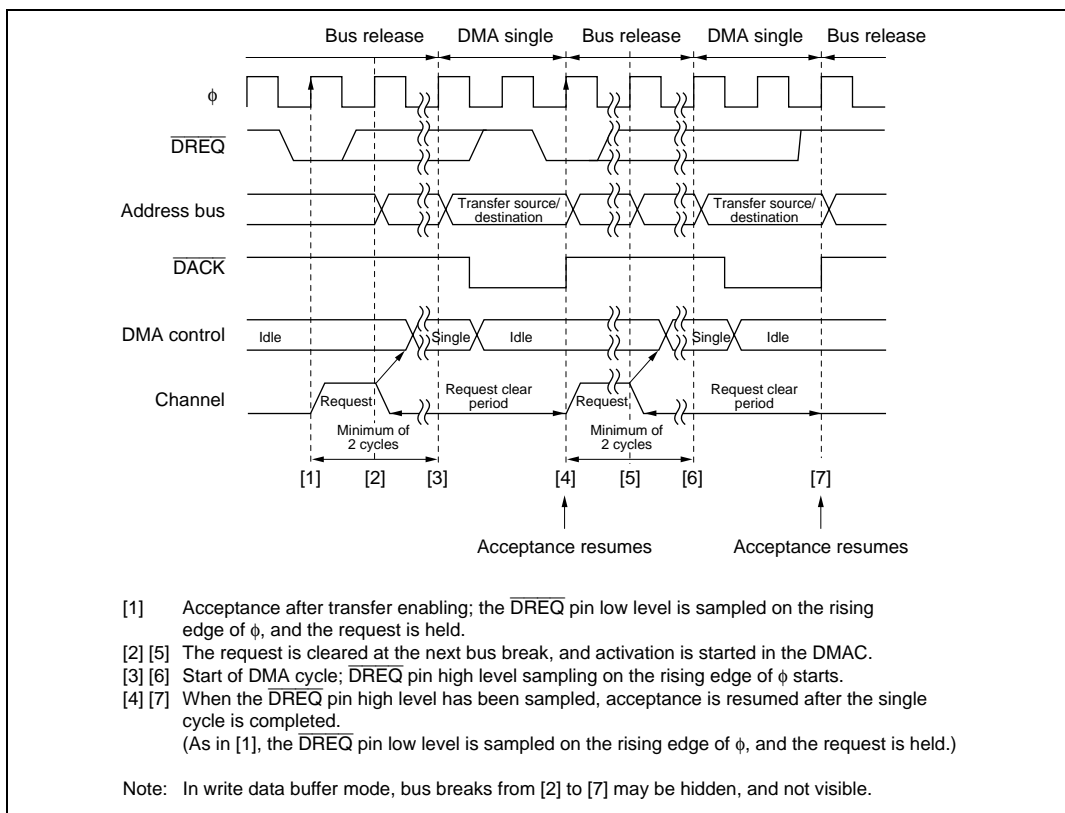 Bus release DMA single Bus release DMA single Bus release
φ
DREQ
Address bus
Transfer source/ Transfer source/
destination destination
DACK
DMA control
Idle Single Idle Single Idle
Channel
Request Request clear period Request Request clear period
Minimum of 2 cycles Minimum of 2 cycles
[1] [2] [3] [4] [5] [6] [7]
Acceptance resumes Acceptance resumes
[1] Acceptance after transfer enabling; the DREQ pin low level is sampled on the rising
edge of φ, and the request is held.
[2] [5] The request is cleared at the next bus break, and activation is started in the DMAC.
[3] [6] Start of DMA cycle; DREQ pin high level sampling on the rising edge of φ starts.
[4] [7] When the DREQ pin high level has been sampled, acceptance is resumed after the single
cycle is completed.
(As in [1], the DREQ pin low level is sampled on the rising edge of φ, and the request is held.)
Note: In write data buffer mode, bus breaks from [2] to [7] may be hidden, and not visible.